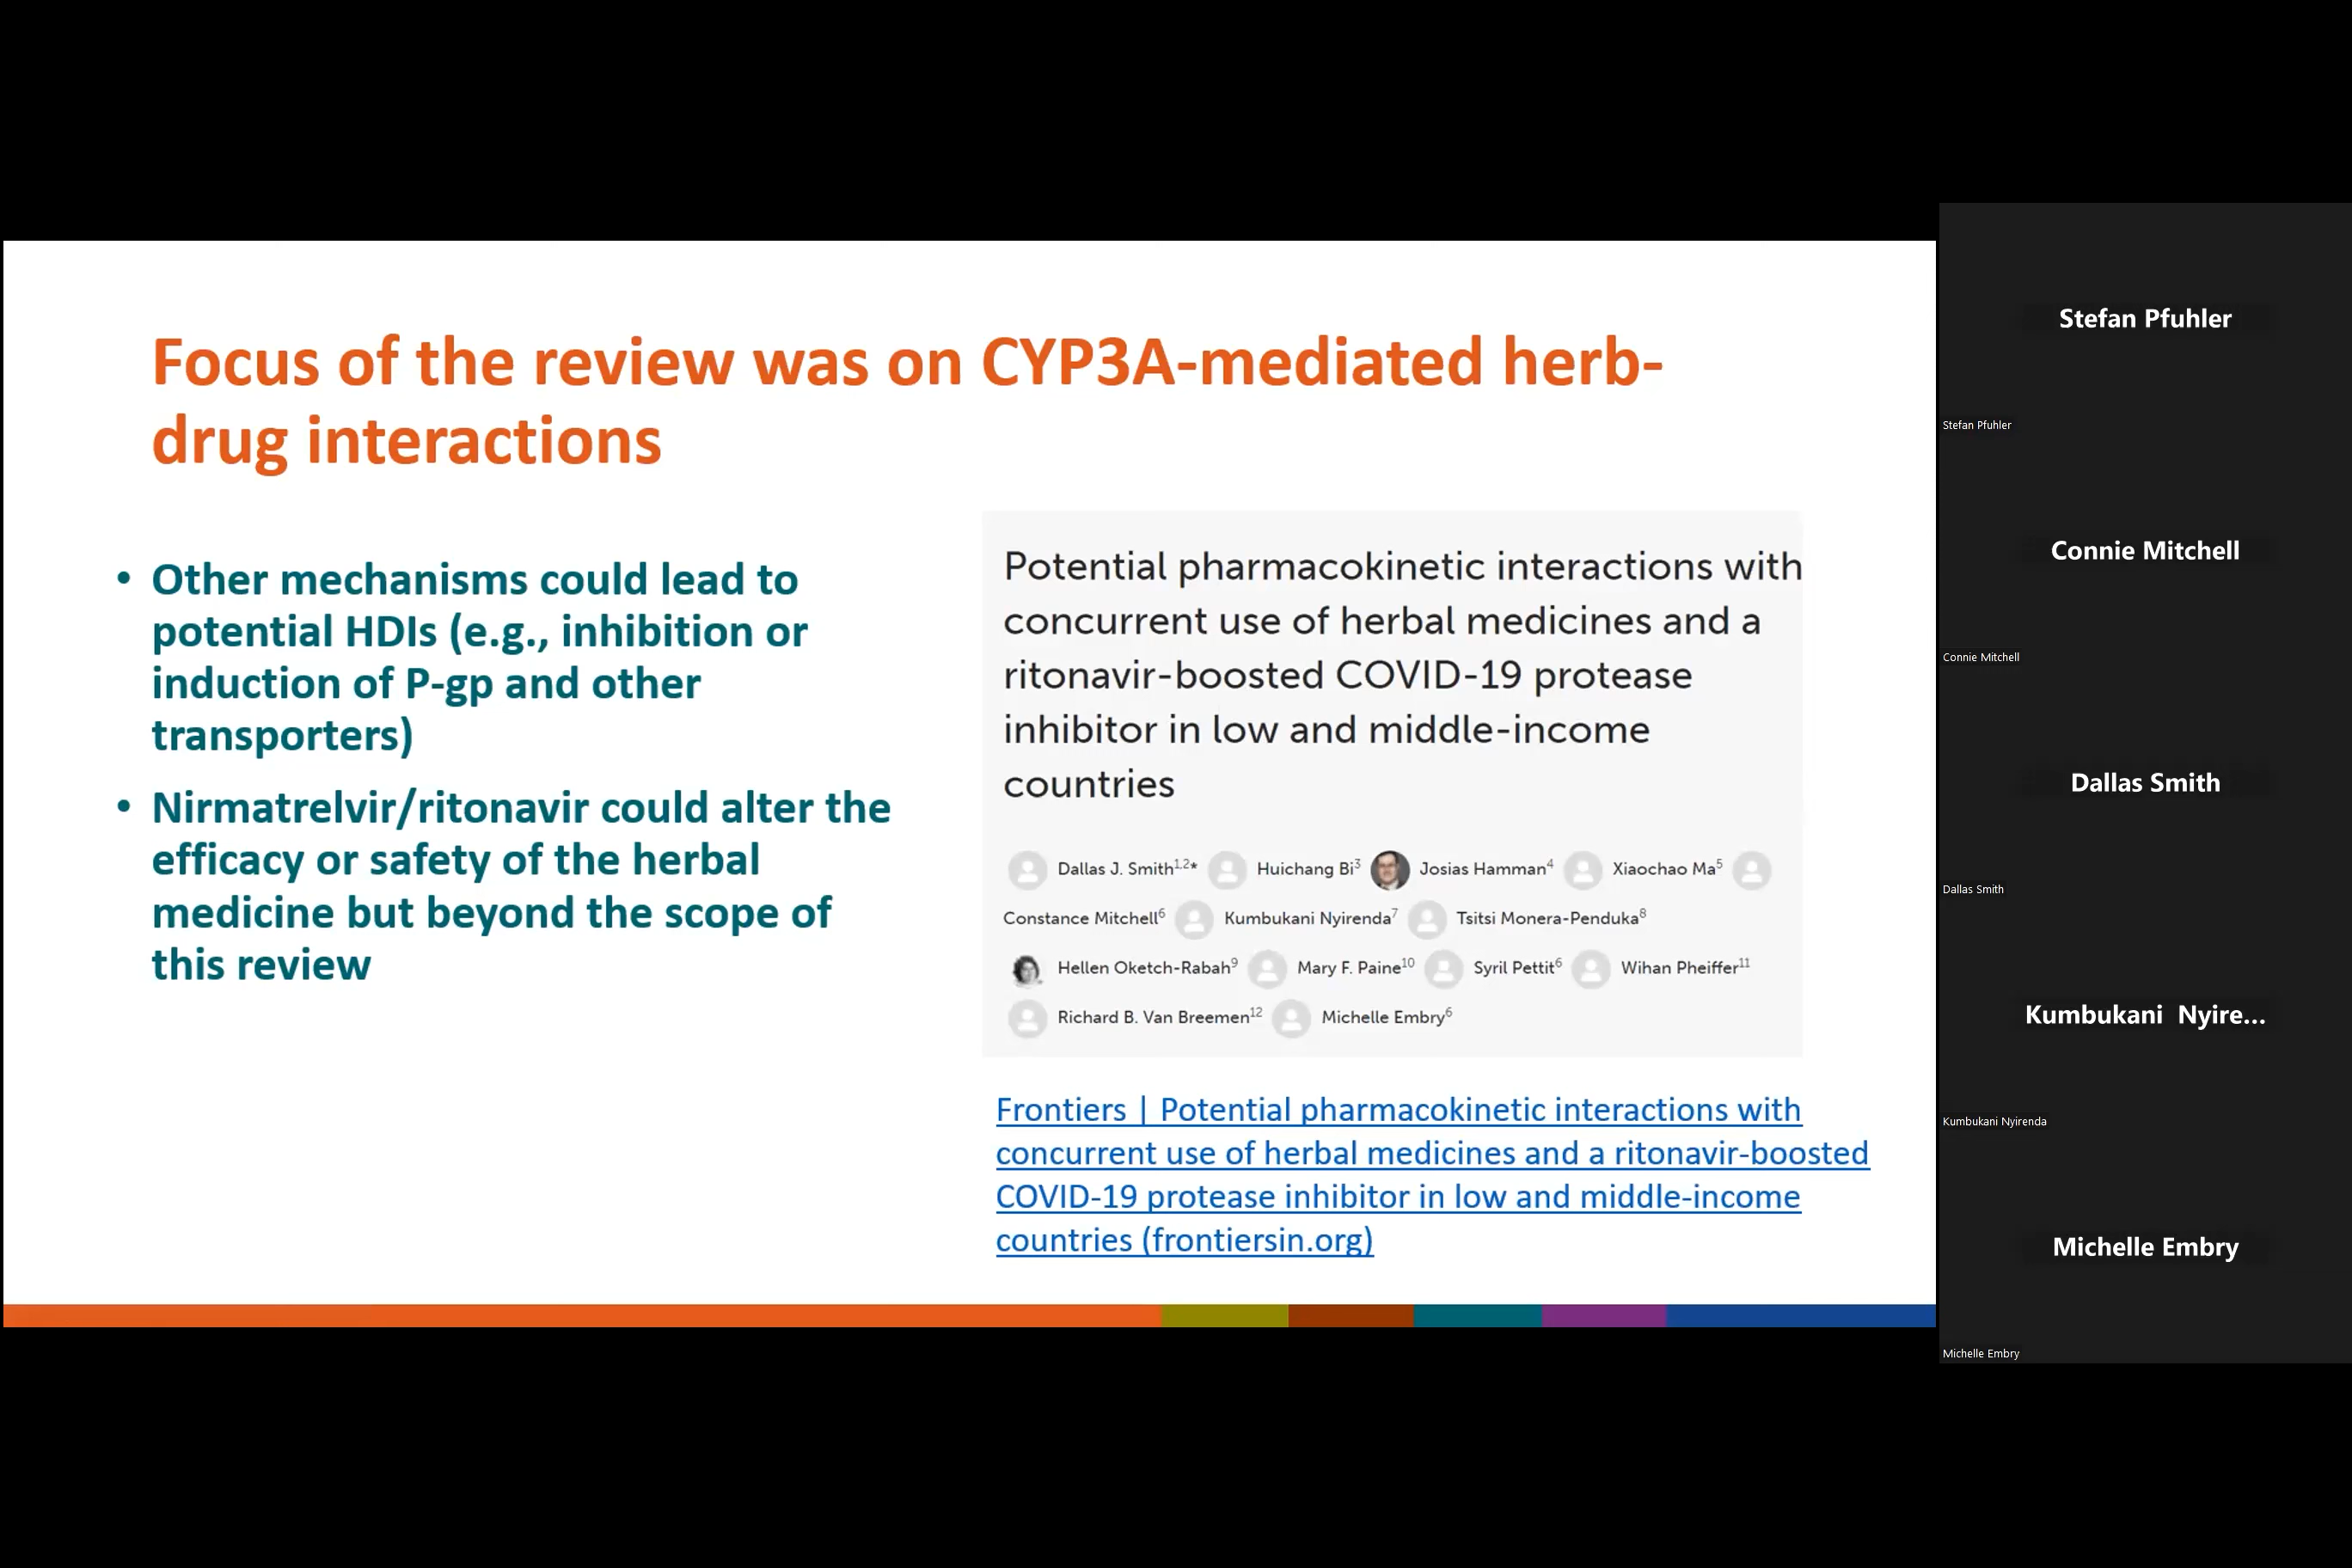 Focus of the review was on CYP3A-mediated herb-
drug interactions
• Other mechanisms could lead to
potential HDIs (e.g., inhibition or
induction of P-gp and other
transporters)
• Nirmatrelvir/ritonavir could alter the
efficacy or safety of the herbal
medicine but beyond the scope of
this review
Potential pharmacokinetic interactions with
concurrent use of herbal medicines and a
ritonavir-boosted COVID-19 protease
inhibitor in low and middle-income
countries
Dallas J. Smith1,2* Huichang Bi3 Josias Hamman4 Xiaochao Ma5
Constance Mitchell6 Kumbukani Nyirenda7 Tsitsi Monera-Penduka8
Hellen Oketch-Rabah9 Mary F. Paine10 Syril Pettit6 Wihan Pheiffer11
Richard B. Van Breemen12 Michelle Embry6
Frontiers | Potential pharmacokinetic interactions with
concurrent use of herbal medicines and a ritonavir-boosted
COVID-19 protease inhibitor in low and middle-income
countries (frontiersin.org)
Stefan Pfuhler
Stefan Pfuhler
Connie Mitchell
Connie Mitchell
Dallas Smith
Dallas Smith
Kumbukani Nyire...
Kumbukani Nyirenda
Michelle Embry
Michelle Embry